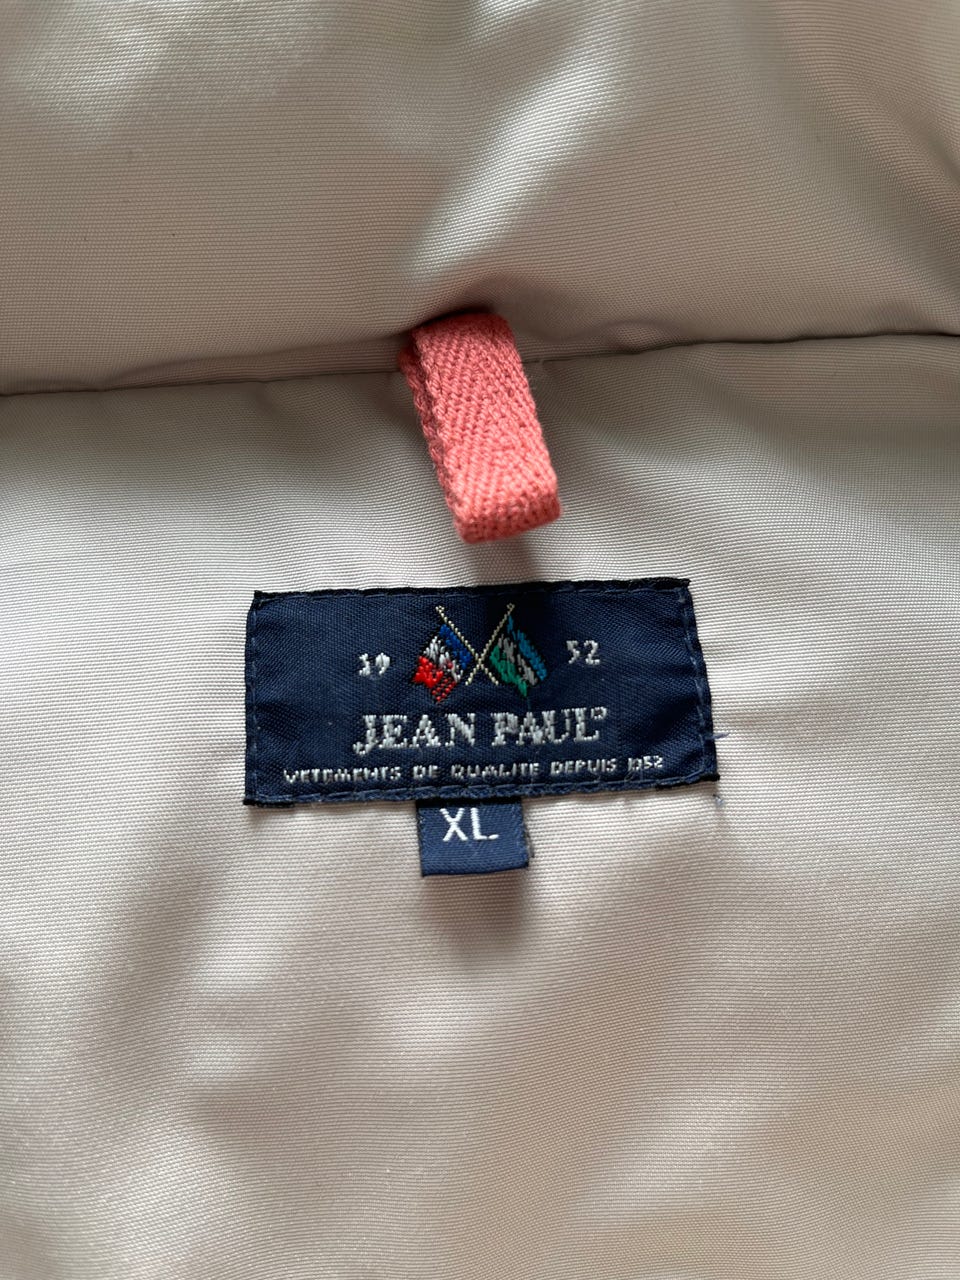 19 52
JEAN PAUL®
VETEMENTS DE QUALITE DEPUIS 1952
XL